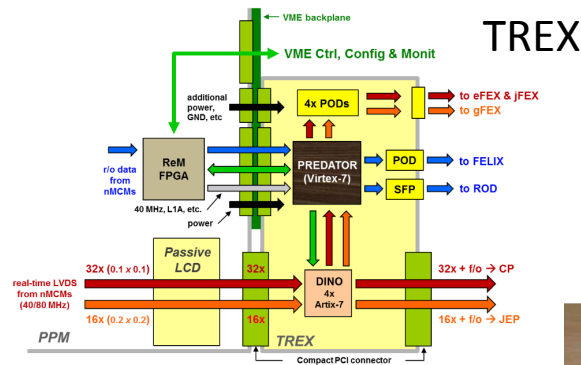 VME backplane
TREX
VME Ctrl, Config & Monit
additional
power,
GND, etc
4x PODs
to eFEX & jFEX
to gFEX
r/o data
from
nMCMs
ReM
FPGA
PREDATOR
(Virtex-7)
POD
to FELIX
SFP
to ROD
40 MHz, L1A, etc.
power
Passive
LCD
real-time LVDS
from nMCMs
(40/80 MHz)
32x (0.1 x 0.1)
32x
DINO
4x
Artix-7
32x + f/o → CP
16x (0.2 x 0.2)
16x
16x + f/o → JEP
PPM
TREX
Compact PCI connector